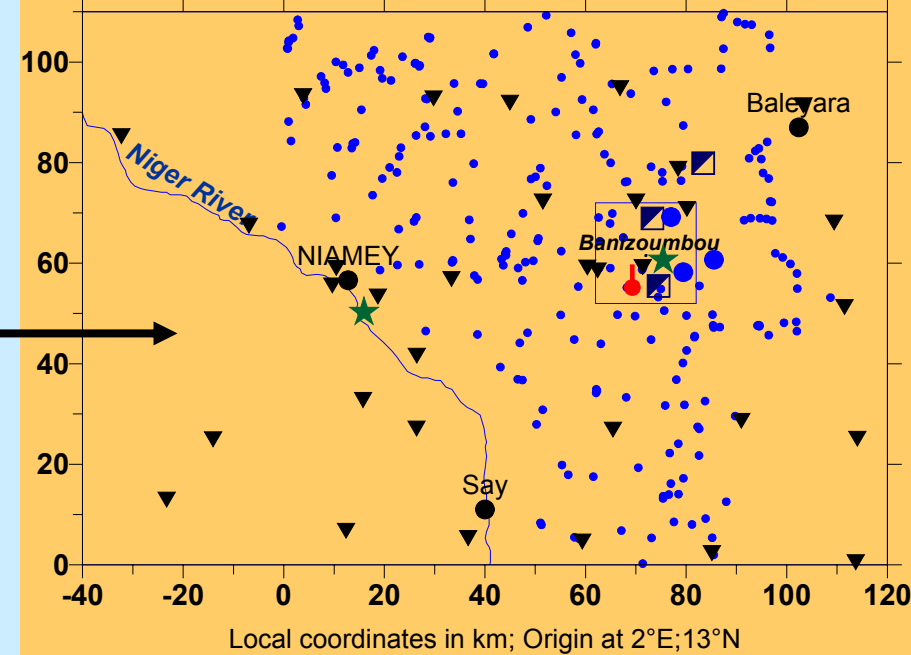 100
Baleyara
80
Niger River
Banizoumbou
60
NIAMEY
40
20
Say
0
-40 -20 0 20 40 60 80 100 120
Local coordinates in km; Origin at 2°E;13°N